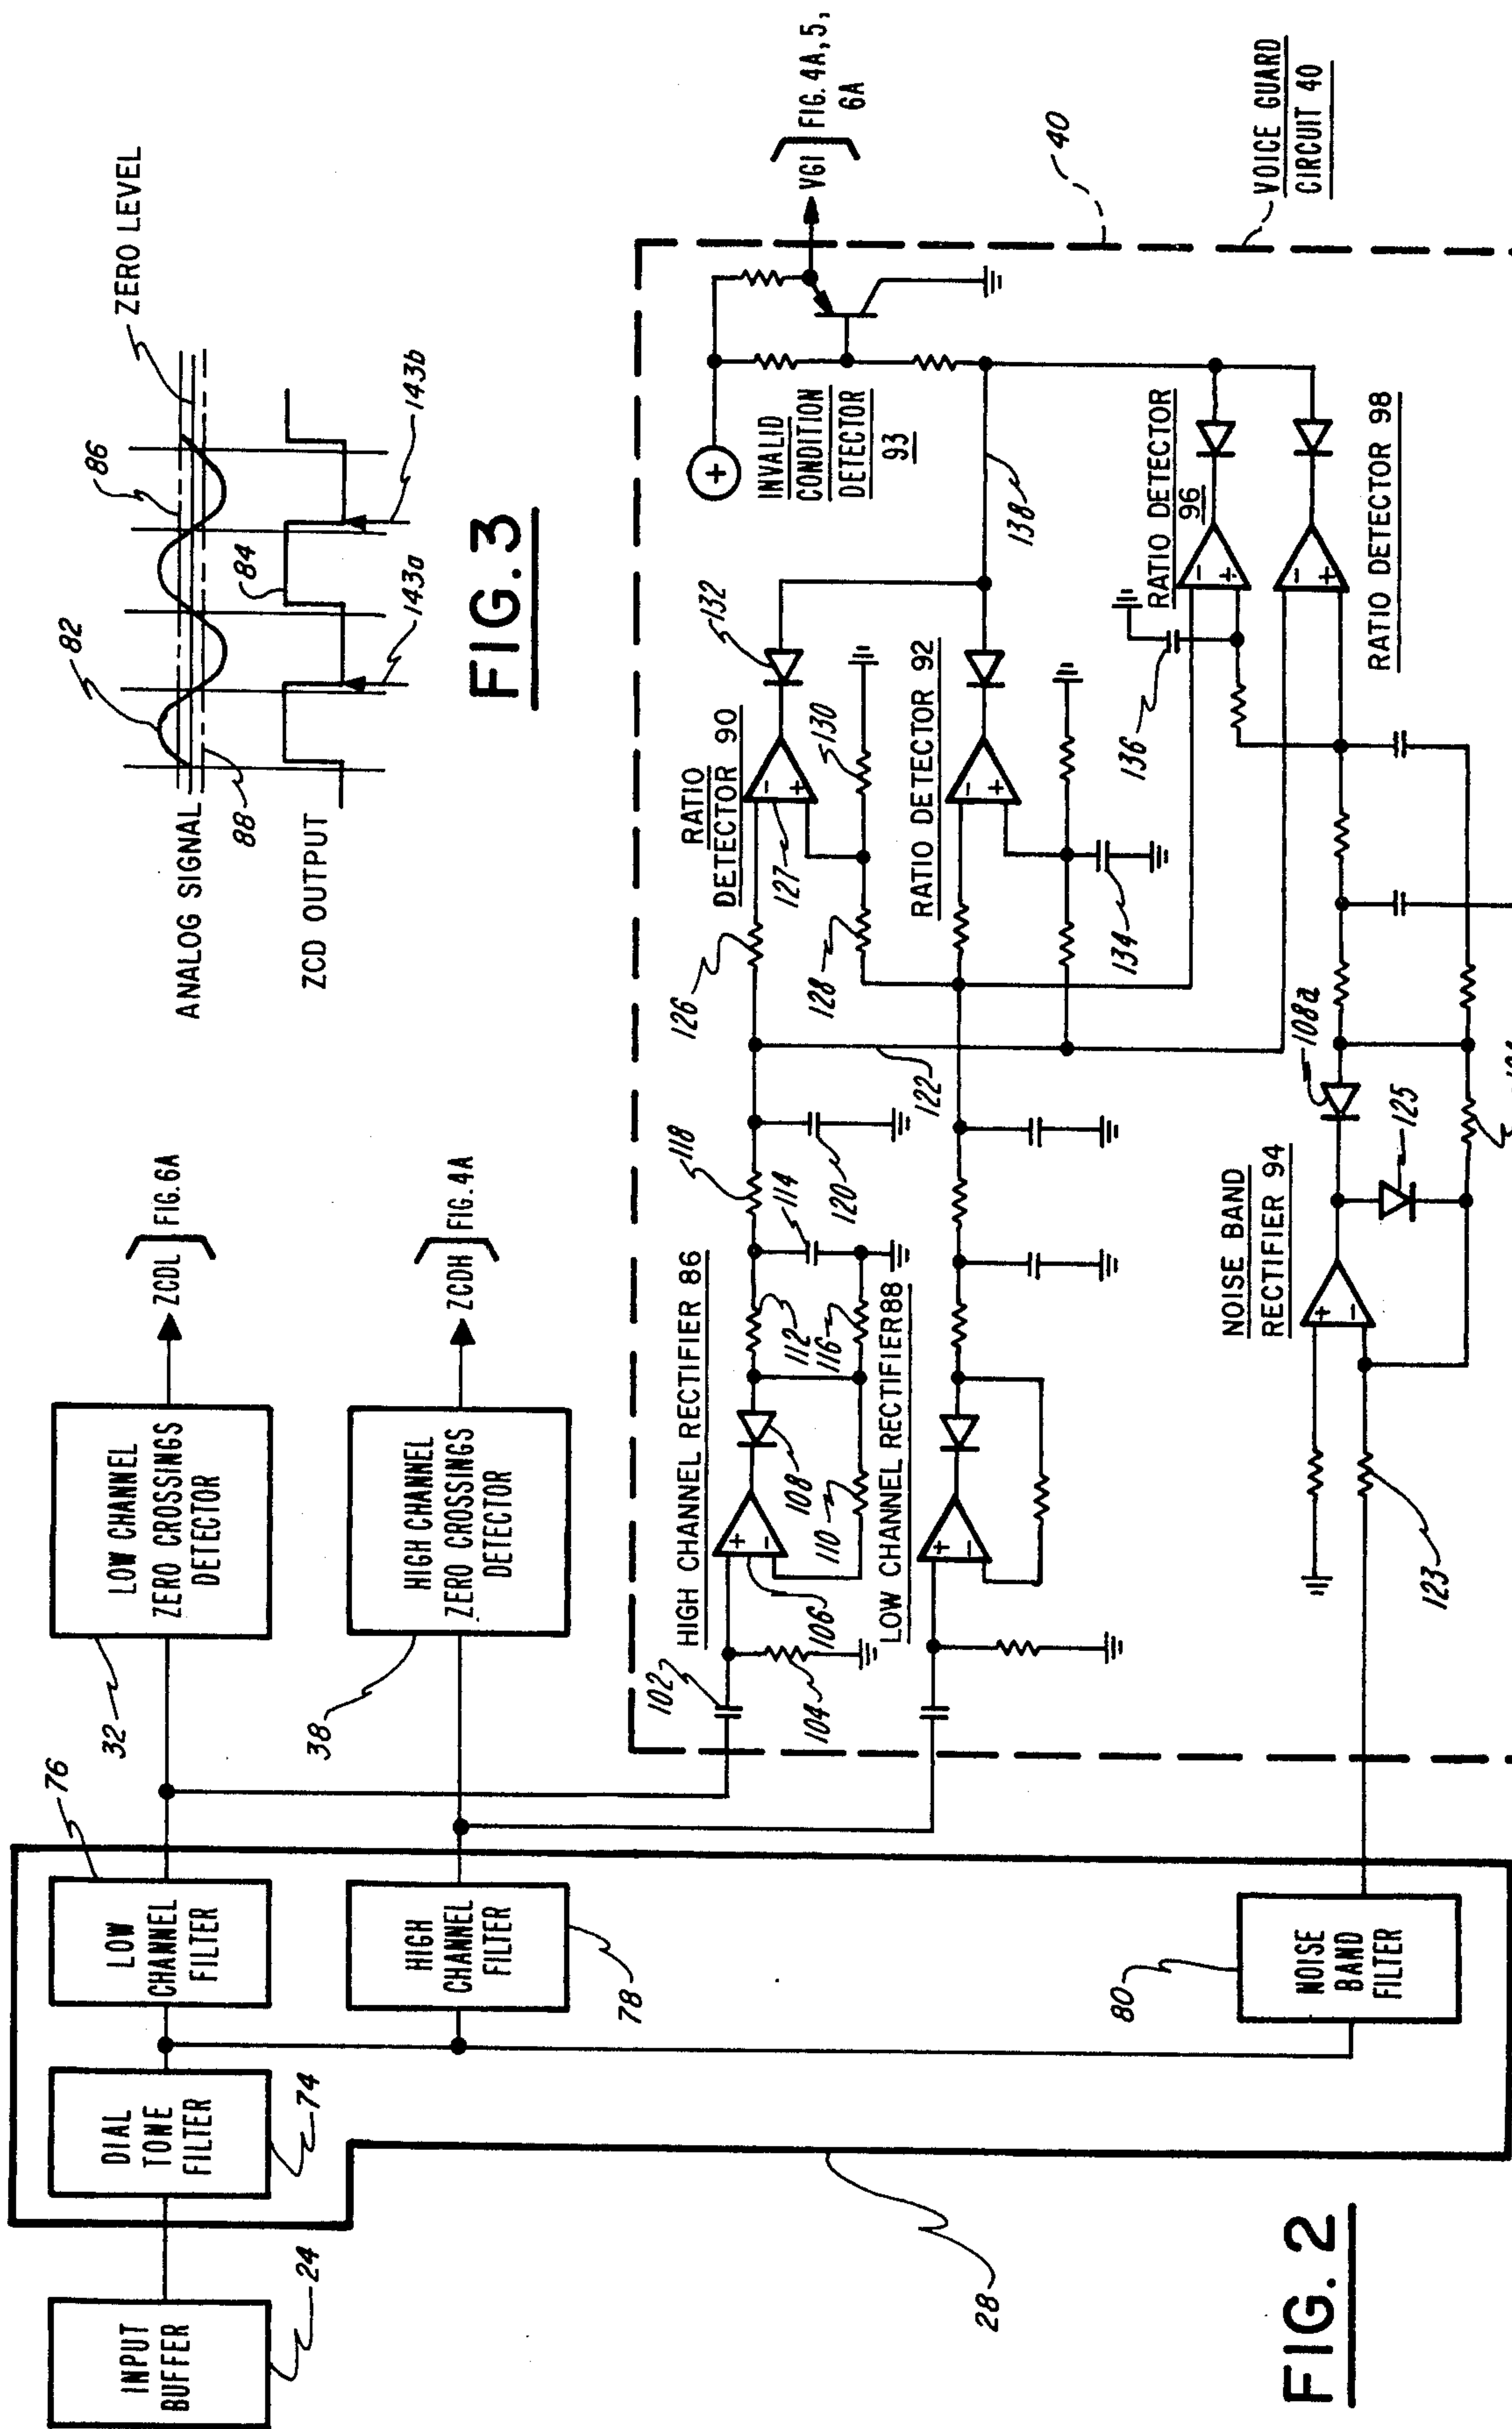 INPUT
BUFFER
24
DIAL
TONE
FILTER
74
LOW
CHANNEL
FILTER
76
HIGH
CHANNEL
FILTER
78
NOISE
BAND
FILTER
80
28
LOW CHANNEL
ZERO CROSSINGS
DETECTOR
32
ZCDL
FIG. 6A
HIGH CHANNEL
ZERO CROSSINGS
DETECTOR
38
ZCDH
FIG. 4A
ANALOG SIGNAL
82
86
ZERO LEVEL
88
84
ZCD OUTPUT
143a
143b
FIG. 3
HIGH CHANNEL RECTIFIER 86
102
104
106
108
110
112
114
116
118
120
122
LOW CHANNEL RECTIFIER 88
126
RATIO
DETECTOR 90
127
128
130
132
RATIO DETECTOR 92
134
136
138
INVALID
CONDITION
DETECTOR
93
+
VGI
FIG. 4A, 5,
6A
40
VOICE GUARD
CIRCUIT 40
RATIO DETECTOR
96
RATIO DETECTOR 98
NOISE BAND
RECTIFIER 94
108a
123
125
+
-
+
-
+
-
-
+
-
+
-
+
-
+
FIG. 2